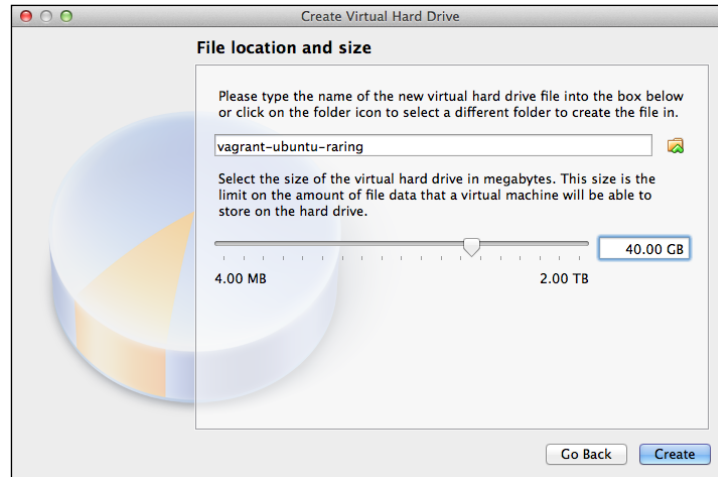 Create Virtual Hard Drive
File location and size
Please type the name of the new virtual hard drive file into the box below
or click on the folder icon to select a different folder to create the file in.
vagrant-ubuntu-raring
Select the size of the virtual hard drive in megabytes. This size is the
limit on the amount of file data that a virtual machine will be able to
store on the hard drive.
40.00 GB
4.00 MB 2.00 TB
Go Back Create